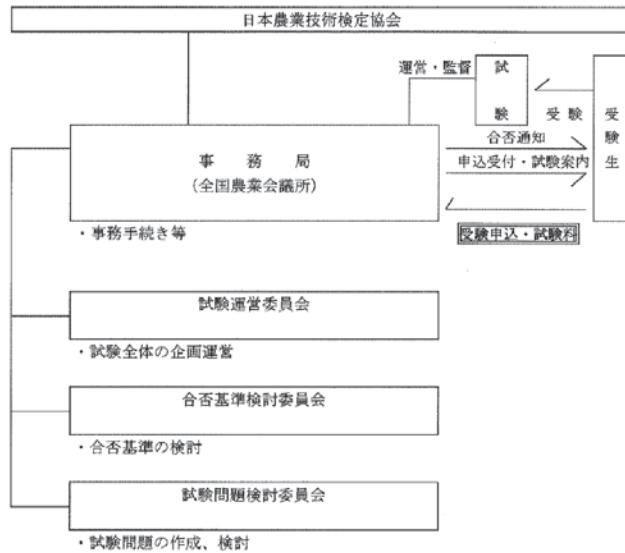 日本農業技術検定協会
運営・監督
試験
受験
受験生
合否通知
事務局
(全国農業会議所)
申込受付・試験案内
・事務手続き等
受験申込・試験料
試験運営委員会
・試験全体の企画運営
合否基準検討委員会
・合否基準の検討
試験問題検討委員会
・試験問題の作成、検討